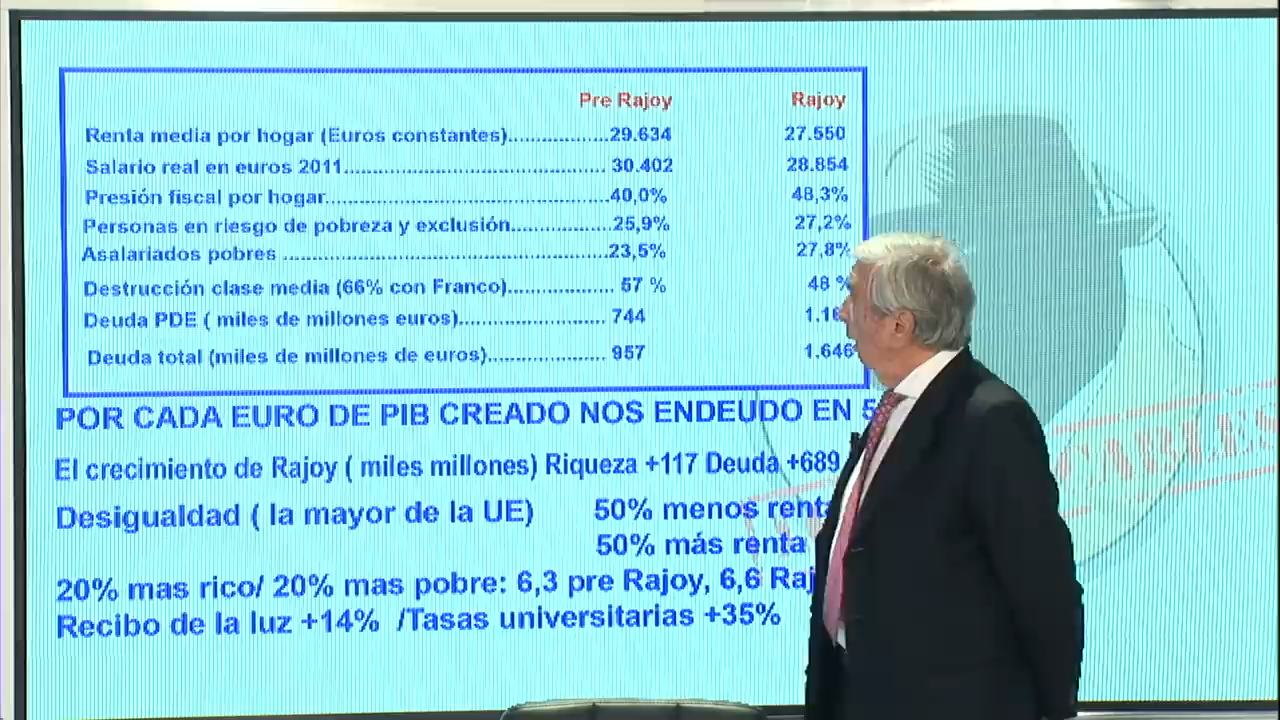 Pre Rajoy Rajoy
Renta media por hogar (Euros constantes)..................29.634 27.550
Salario real en euros 2011............................................... 30.402 28.854
Presión fiscal por hogar...................................................40,0% 48,3%
Personas en riesgo de pobreza y exclusión..................25,9% 27,2%
Asalariados pobres ..........................................................23,5% 27,8%
Destrucción clase media (66% con Franco)................... 57 % 48 %
Deuda PDE ( miles de millones euros)........................... 744
Deuda total (miles de millones de euros)..................... 957 1.646
POR CADA EURO DE PIB CREADO NOS ENDEUDO EN 5
El crecimiento de Rajoy ( miles millones) Riqueza +117 Deuda +689
Desigualdad ( la mayor de la UE) 50% menos renta
50% más renta
20% mas rico/ 20% mas pobre: 6,3 pre Rajoy, 6,6
Recibo de la luz +14% /Tasas universitarias +35%